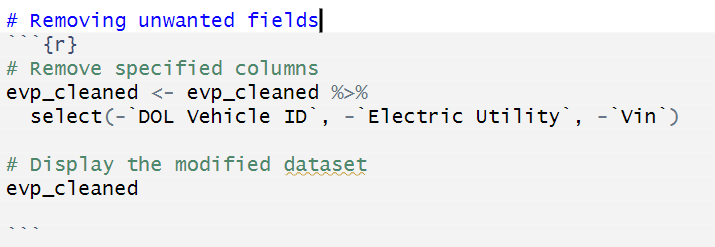 # Removing unwanted fields
```{r}
# Remove specified columns
evp_cleaned <- evp_cleaned %>%
  select(-`DOL Vehicle ID`, -`Electric Utility`, -`Vin`)

# Display the modified dataset
evp_cleaned

```